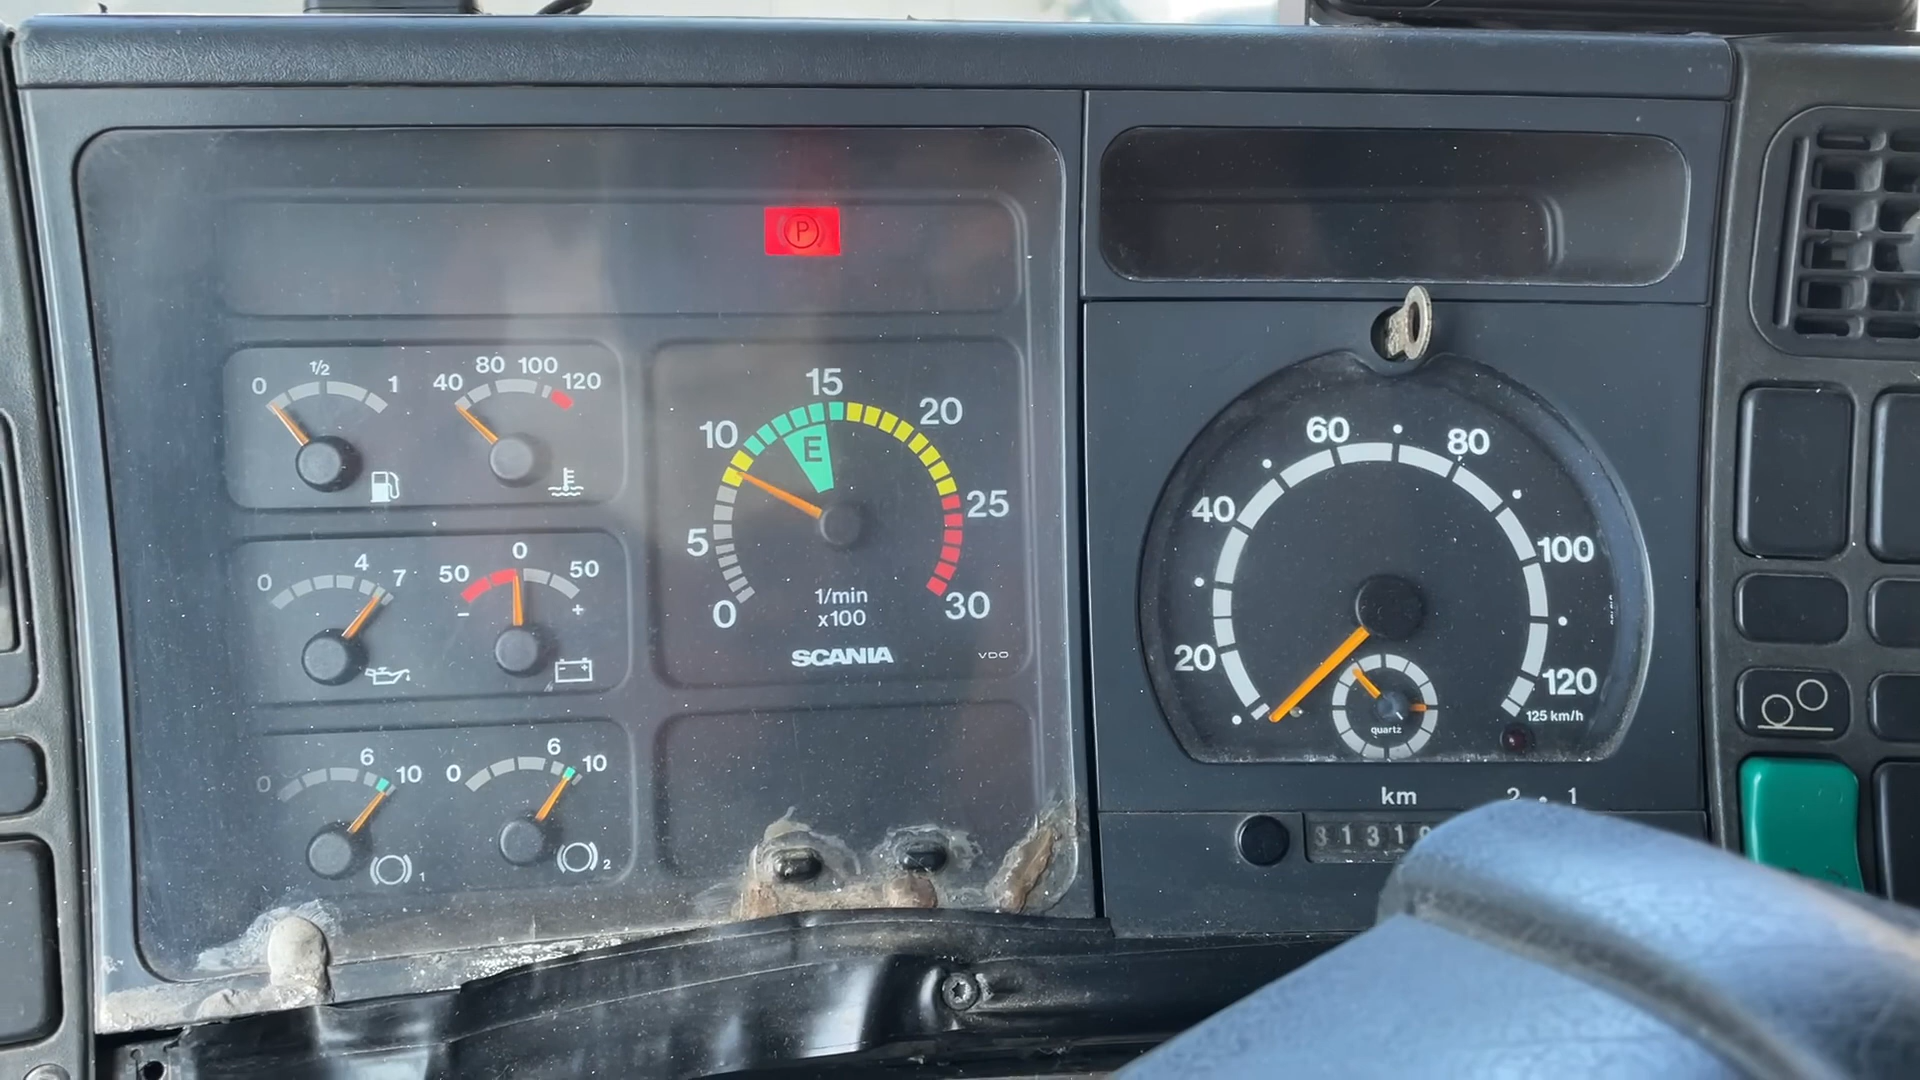 P
0 1/2 1
40 80 100 120
0 4 7
50 0 50
- +
0 6 10
1
0 6 10
2
0 5 10 15 20 25 30
E
1/min
x100
SCANIA
VDO
20 40 60 80 100 120
125 km/h
quartz
km
2 · 1
3131